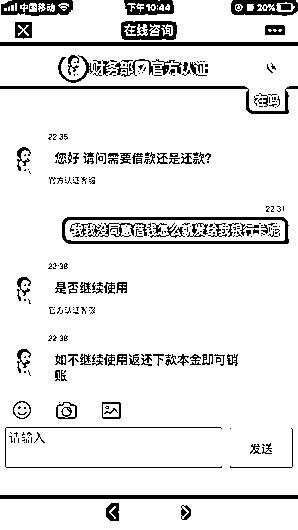 中国移动 下午10:44 20%
在线咨询
财务部 官方认证
在吗
22:35
您好 请问需要借款还是还款?
官方认证客服
22:37
我我没同意借钱怎么就发给我银行卡呢
22:38
是否继续使用
官方认证客服
22:38
如不继续使用返还下款本金即可销
账
请输入
发送